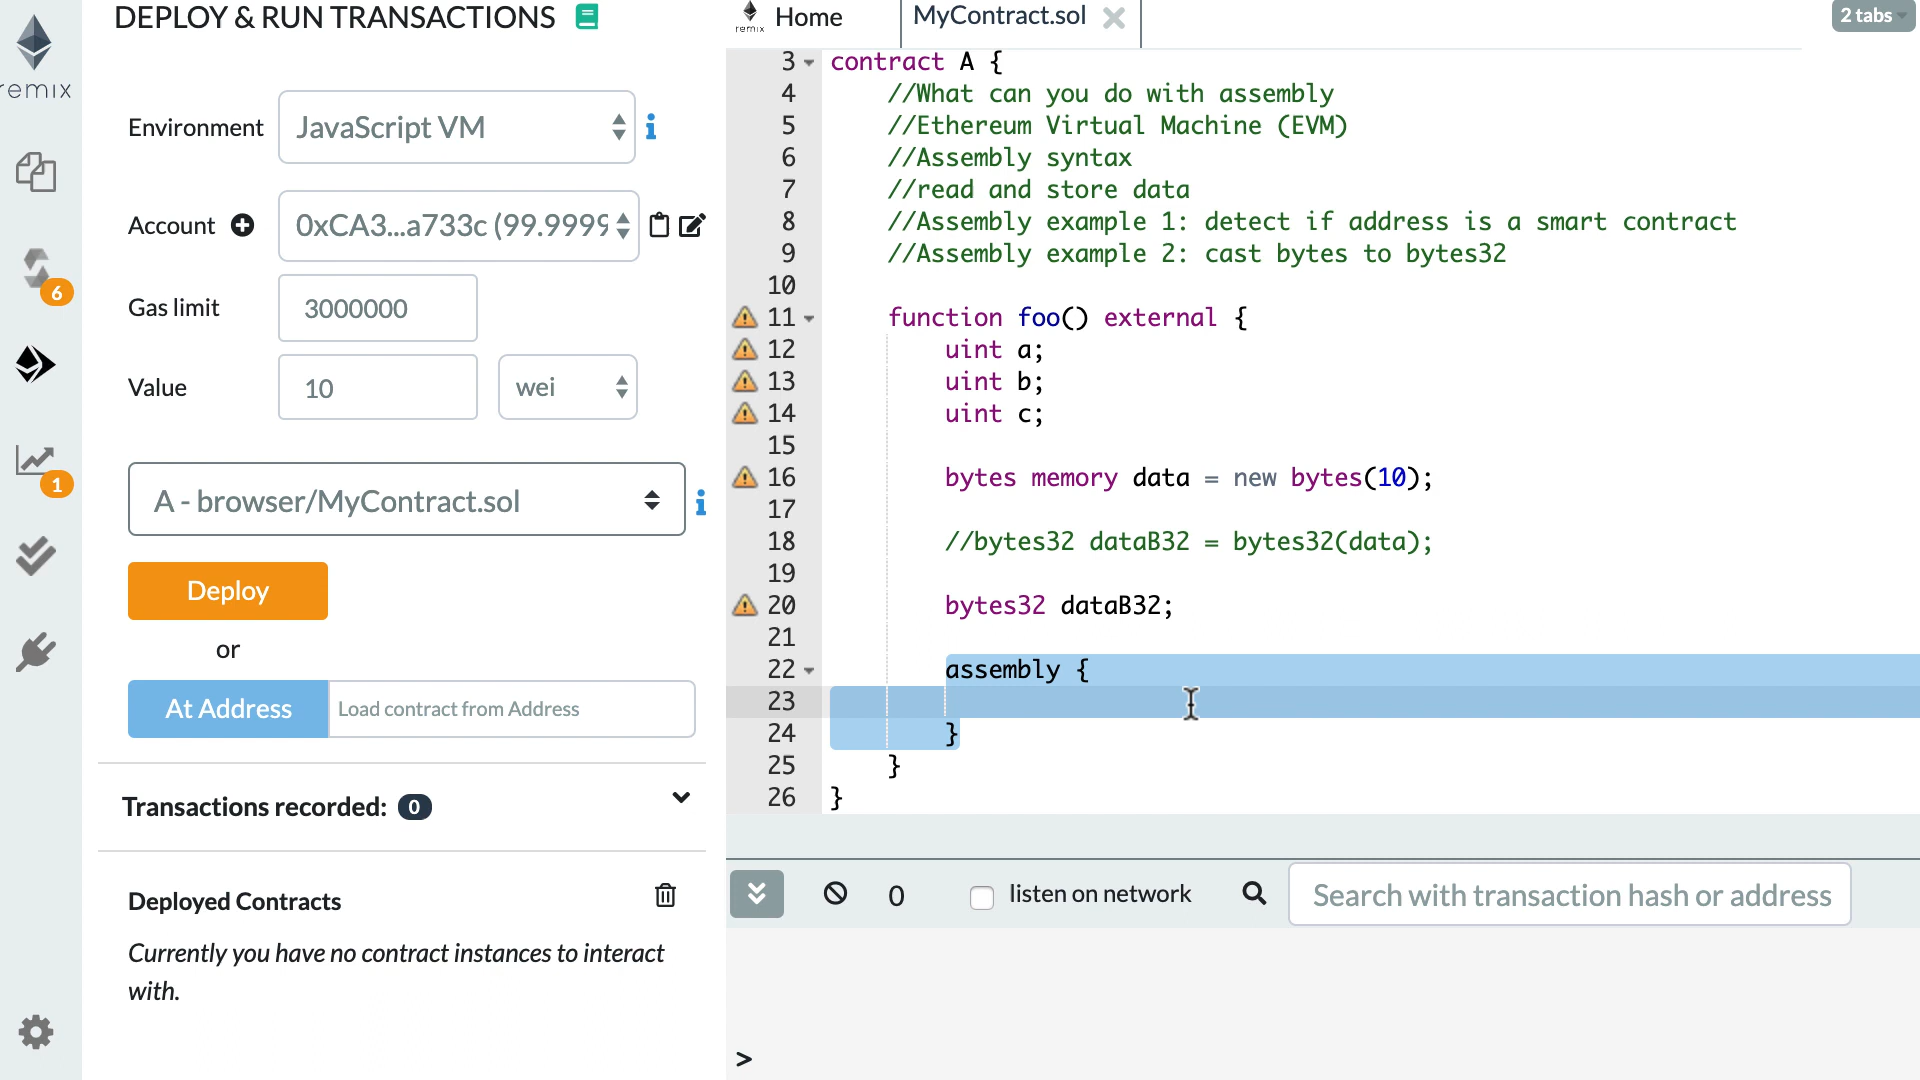 DEPLOY & RUN TRANSACTIONS
remix
Environment
JavaScript VM
Account
0xCA3...a733c (99.9999
Gas limit
3000000
Value
10
wei
A - browser/MyContract.sol
Deploy
or
At Address
Load contract from Address
Transactions recorded: 0
Deployed Contracts
Currently you have no contract instances to interact
with.
6
1
remix
Home
MyContract.sol
2 tabs
3 contract A {
4 //What can you do with assembly
5 //Ethereum Virtual Machine (EVM)
6 //Assembly syntax
7 //read and store data
8 //Assembly example 1: detect if address is a smart contract
9 //Assembly example 2: cast bytes to bytes32
10
11 function foo() external {
12 uint a;
13 uint b;
14 uint c;
15
16 bytes memory data = new bytes(10);
17
18 //bytes32 dataB32 = bytes32(data);
19
20 bytes32 dataB32;
21
22 assembly {
23
24 }
25 }
26 }
0
listen on network
Search with transaction hash or address
>